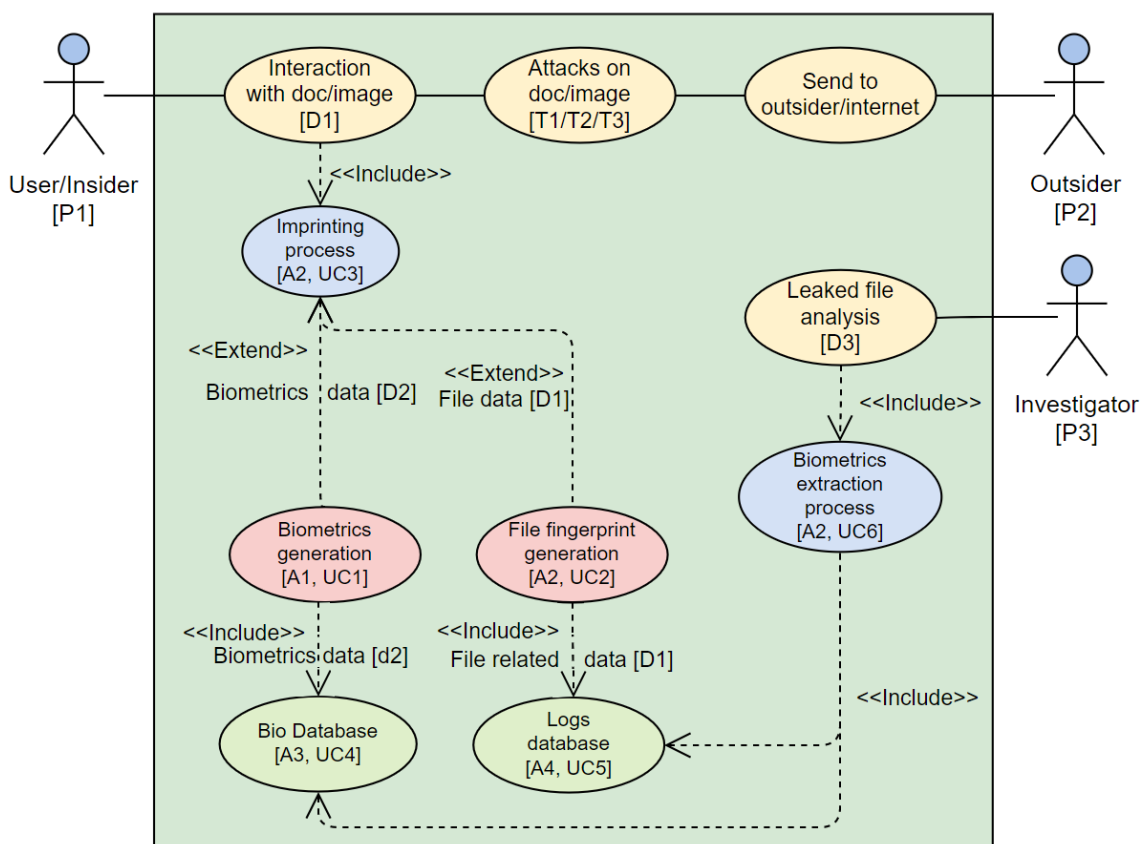 Interaction
with doc/image
[D1]
Attacks on
doc/image
[T1/T2/T3]
Send to
outsider/internet
User/Insider
[P1]
Outsider
[P2]
<<Include>>
Imprinting
process
[A2, UC3]
Leaked file
analysis
[D3]
Investigator
[P3]
<<Extend>>
Biometrics data [D2]
<<Extend>>
File data [D1]
<<Include>>
Biometrics
extraction
process
[A2, UC6]
Biometrics
generation
[A1, UC1]
File fingerprint
generation
[A2, UC2]
<<Include>>
Biometrics data [d2]
<<Include>>
File related data [D1]
<<Include>>
Bio Database
[A3, UC4]
Logs
database
[A4, UC5]